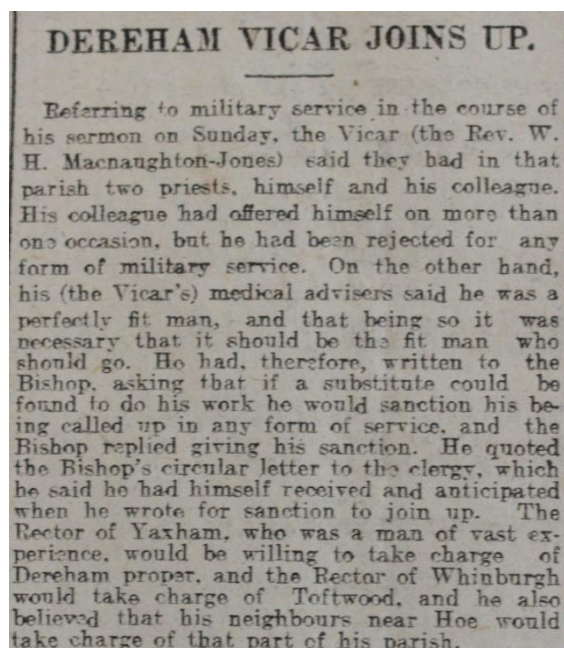 DEREHAM VICAR JOINS UP.
Referring to military service in the course of
his sermon on Sunday, the Vicar (the Rev. W.
H. Macnaughton-Jones) said they had in that
parish two priests, himself and his colleague.
His colleague had offered himself on more than
one occasion, but he had been rejected for any
form of military service. On the other hand,
his (the Vicar's) medical advisers said he was a
perfectly fit man, and that being so it was
necessary that it should be the fit man who
should go. He had, therefore, written to the
Bishop, asking that if a substitute could be
found to do his work he would sanction his be-
ing called up in any form of service, and the
Bishop replied giving his sanction. He quoted
the Bishop's circular letter to the clergy, which
he said he had himself received and anticipated
when he wrote for sanction to join up. The
Rector of Yaxham, who was a man of vast ex-
perience, would be willing to take charge of
Dereham proper, and the Rector of Whinburgh
would take charge of Toftwood, and he also
believed that his neighbours near Hoe would
take charge of that part of his parish.